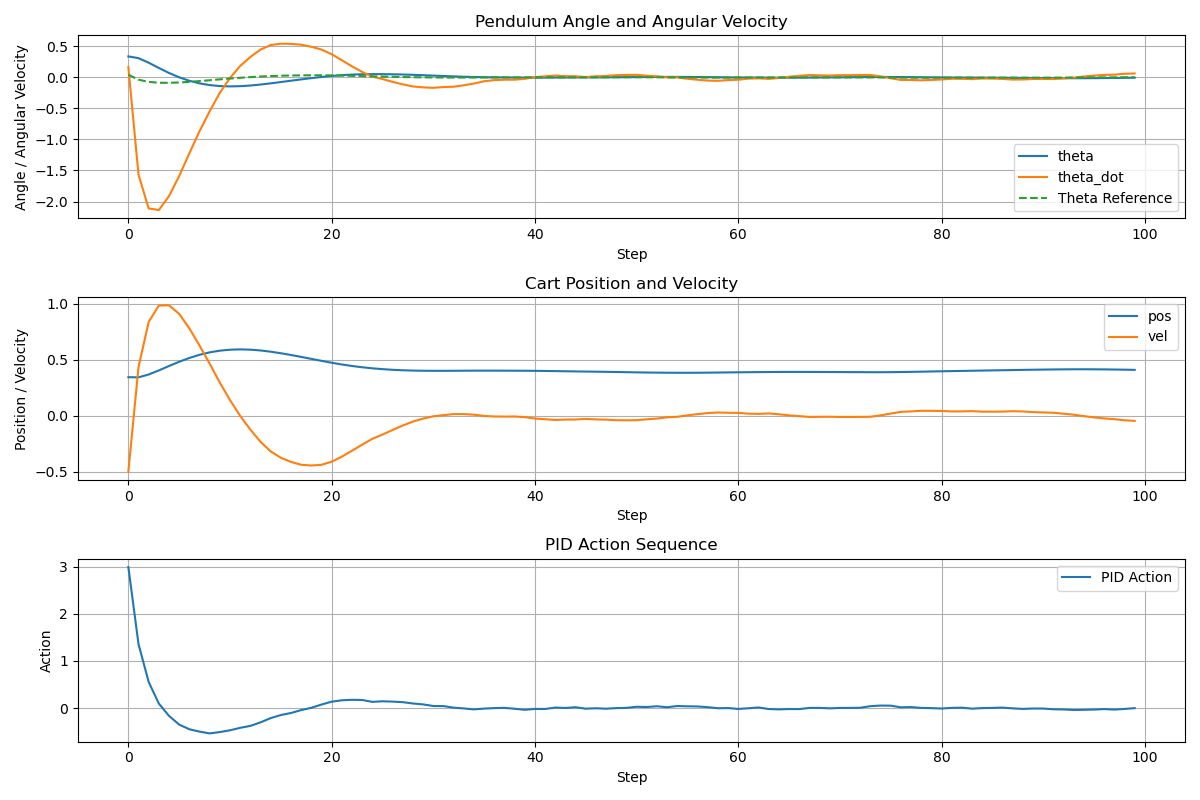 Pendulum Angle and Angular Velocity
Angle / Angular Velocity
0.5
0.0
−0.5
−1.0
−1.5
−2.0
theta
theta_dot
Theta Reference
0 20 40 60 80 100
Step
Cart Position and Velocity
Position / Velocity
1.0
0.5
0.0
−0.5
pos
vel
0 20 40 60 80 100
Step
PID Action Sequence
Action
3
2
1
0
PID Action
0 20 40 60 80 100
Step